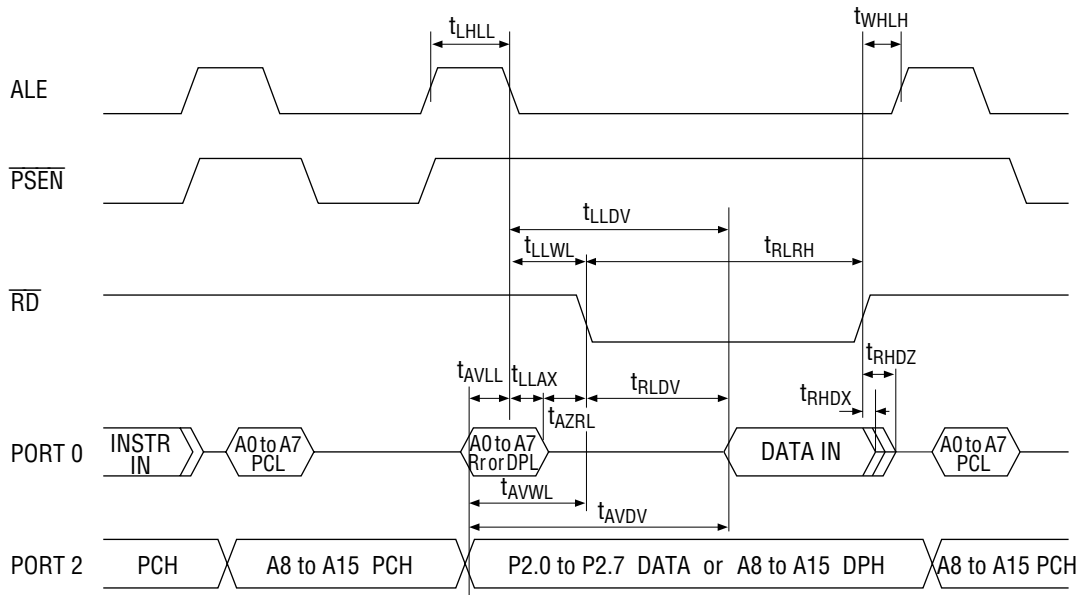 tLHLL
tWHLH
ALE
PSEN
tLLDV
tLLWL
tRLRH
RD
tRHDZ
tAVLL
tLLAX
tRLDV
tRHDX
tAZRL
PORT 0
INSTR
IN
A0 to A7
PCL
A0 to A7
Rr or DPL
DATA IN
A0 to A7
PCL
tAVWL
tAVDV
PORT 2
PCH
A8 to A15 PCH
P2.0 to P2.7 DATA or A8 to A15 DPH
A8 to A15 PCH